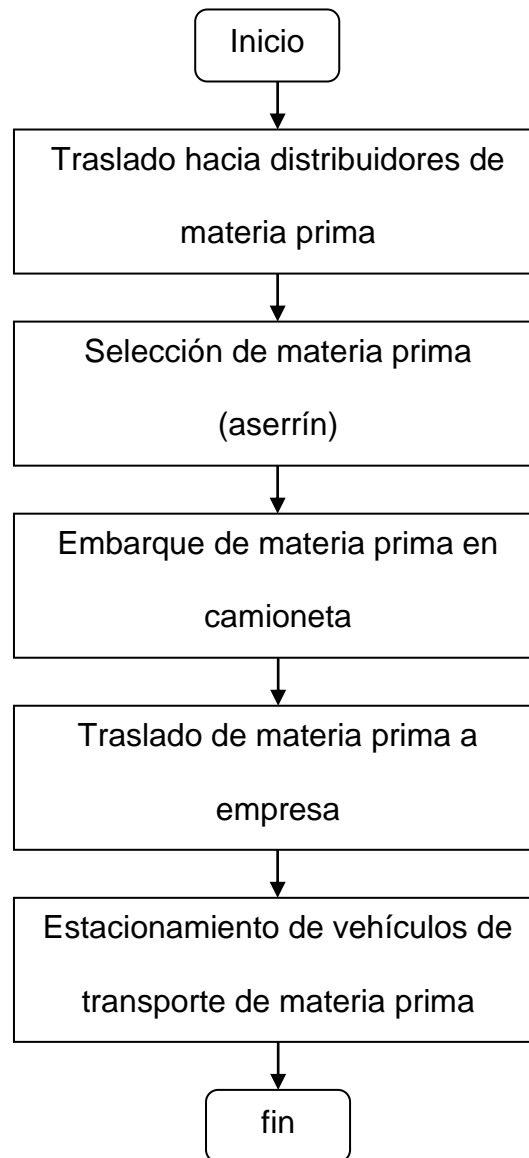 Inicio
Traslado hacia distribuidores de
materia prima
Selección de materia prima
(aserrín)
Embarque de materia prima en
camioneta
Traslado de materia prima a
empresa
Estacionamiento de vehículos de
transporte de materia prima
fin